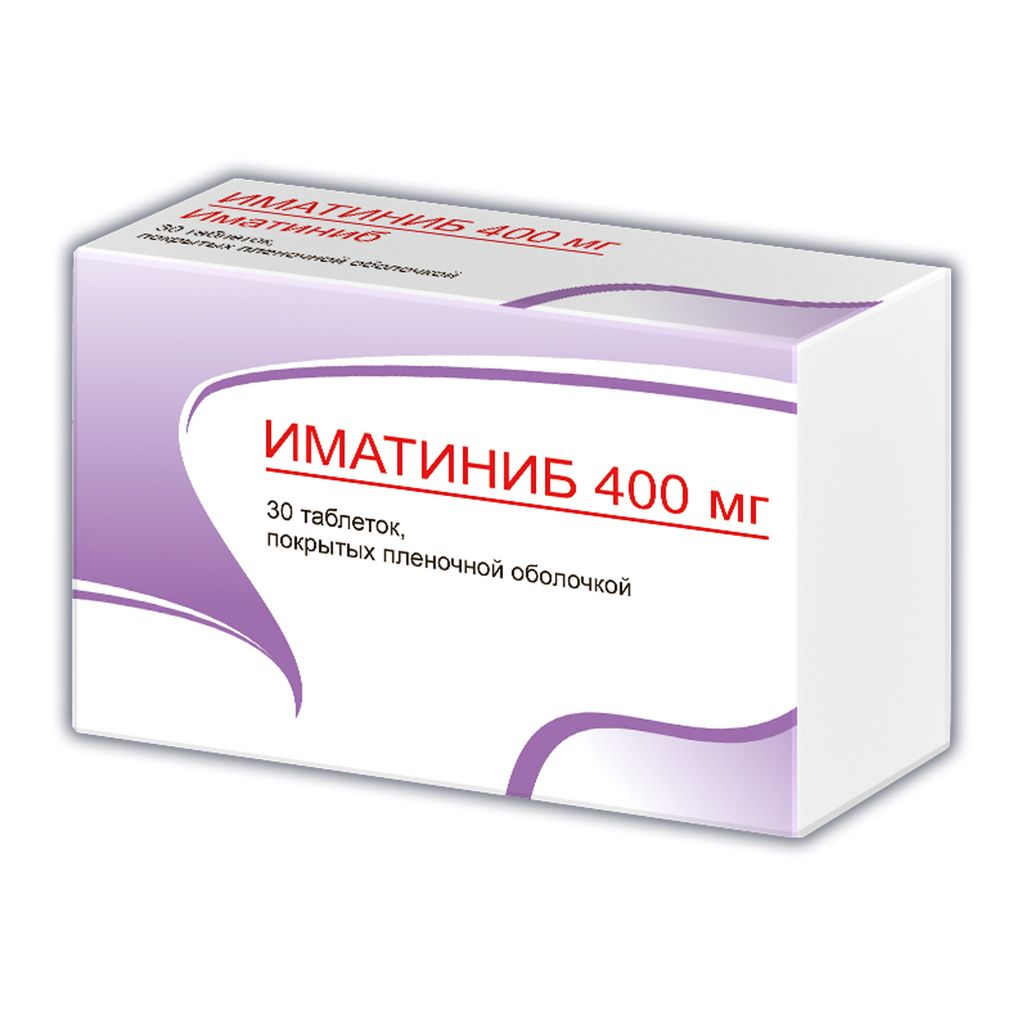 ИМАТИНИБ 400 мг
Иматиниб
30 таблеток,
покрытых пленочной оболочкой
ИМАТИНИБ 400 мг
30 таблеток,
покрытых пленочной оболочкой